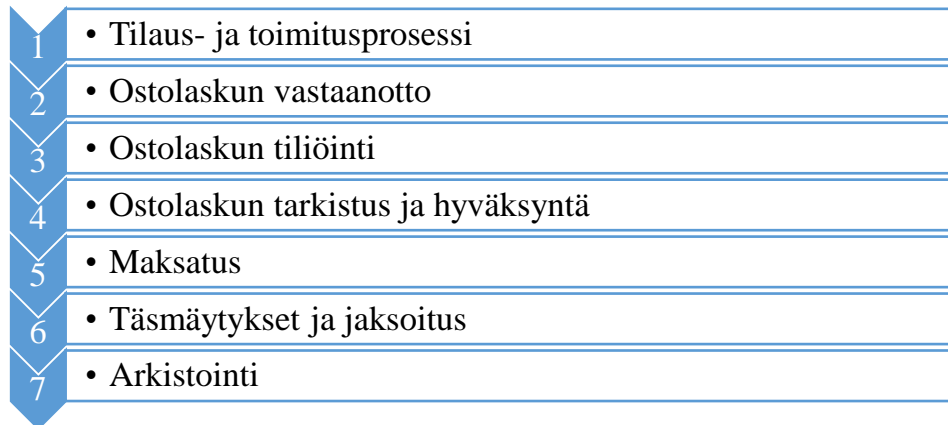 1 • Tilaus- ja toimitusprosessi
2 • Ostolaskun vastaanotto
3 • Ostolaskun tiliöinti
4 • Ostolaskun tarkistus ja hyväksyntä
5 • Maksatus
6 • Täsmäytykset ja jaksoitus
7 • Arkistointi